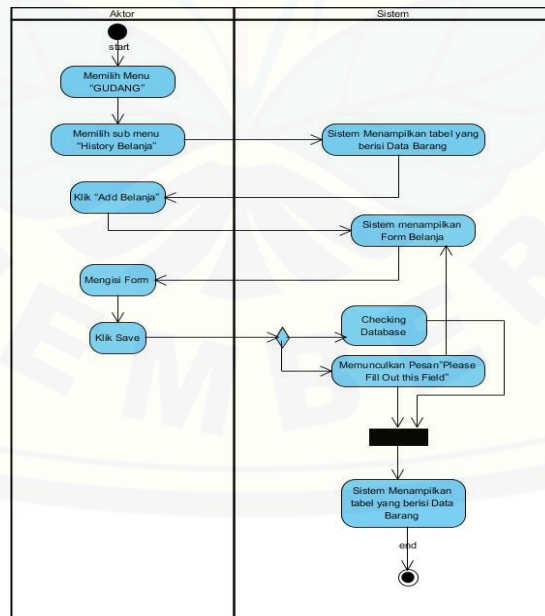 Aktor
Sistem
start
Memilih Menu
"GUDANG"
Memilih sub menu
"History Belanja"
Sistem Menampilkan tabel yang
berisi Data Barang
Klik "Add Belanja"
Sistem menampilkan
Form Belanja
Mengisi Form
Klik Save
Checking
Database
Memunculkan Pesan"Please
Fill Out this Field"
Sistem Menampilkan
tabel yang berisi Data
Barang
end